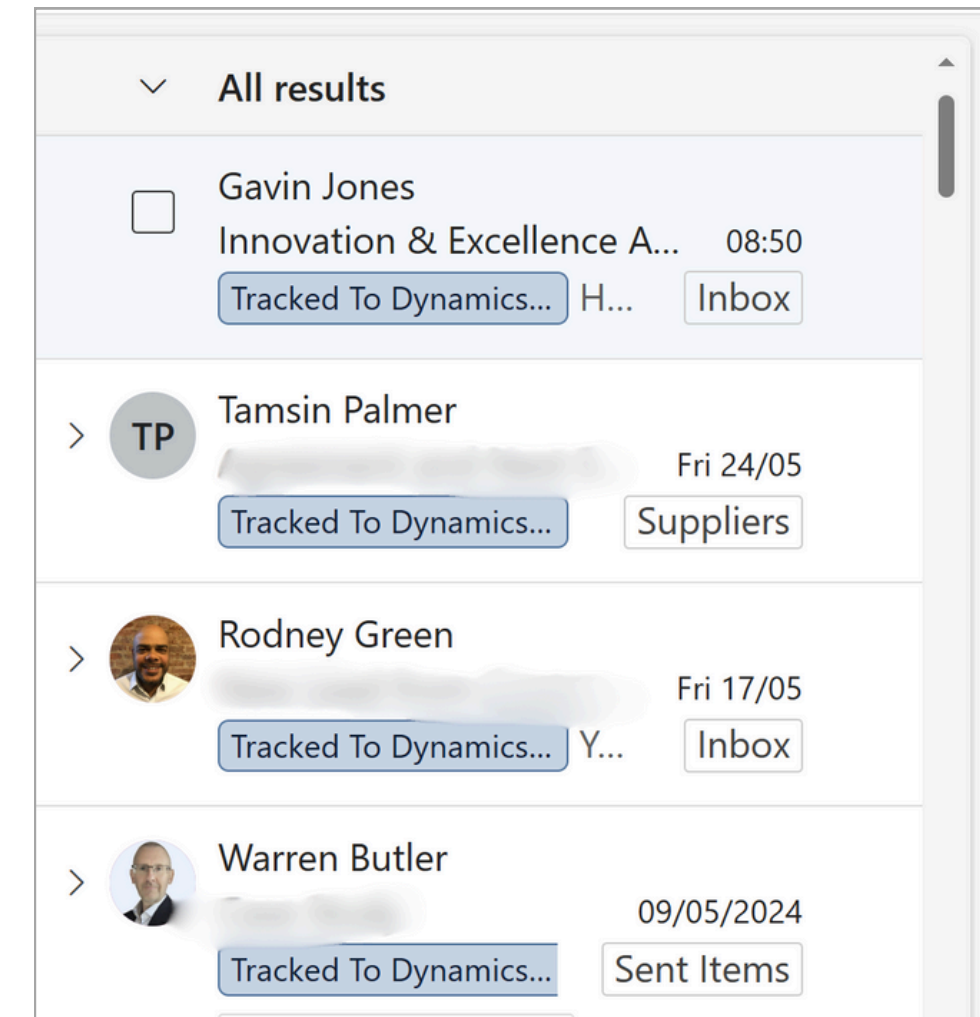 All results
Gavin Jones
Innovation & Excellence A... 08:50
Tracked To Dynamics... H... Inbox
TP Tamsin Palmer
Fri 24/05
Tracked To Dynamics... Suppliers
Rodney Green
Fri 17/05
Tracked To Dynamics... Y... Inbox
Warren Butler
09/05/2024
Tracked To Dynamics... Sent Items